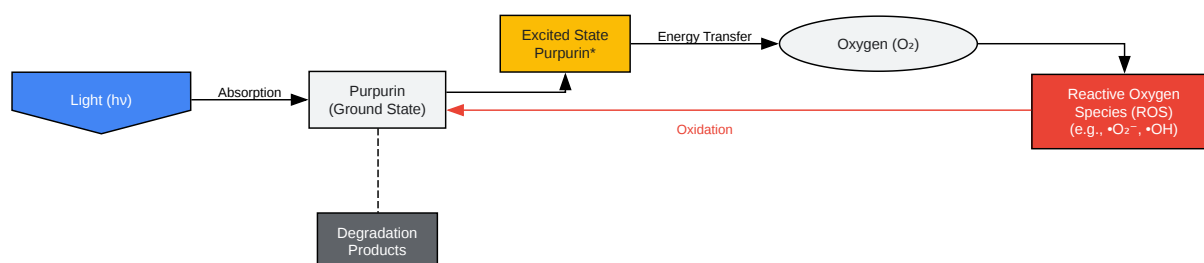 Light (hν)
Absorption
Purpurin
(Ground State)
Excited State
Purpurin*
Energy Transfer
Oxygen (O₂)
Reactive Oxygen
Species (ROS)
(e.g., •O₂⁻, •OH)
Oxidation
Degradation
Products